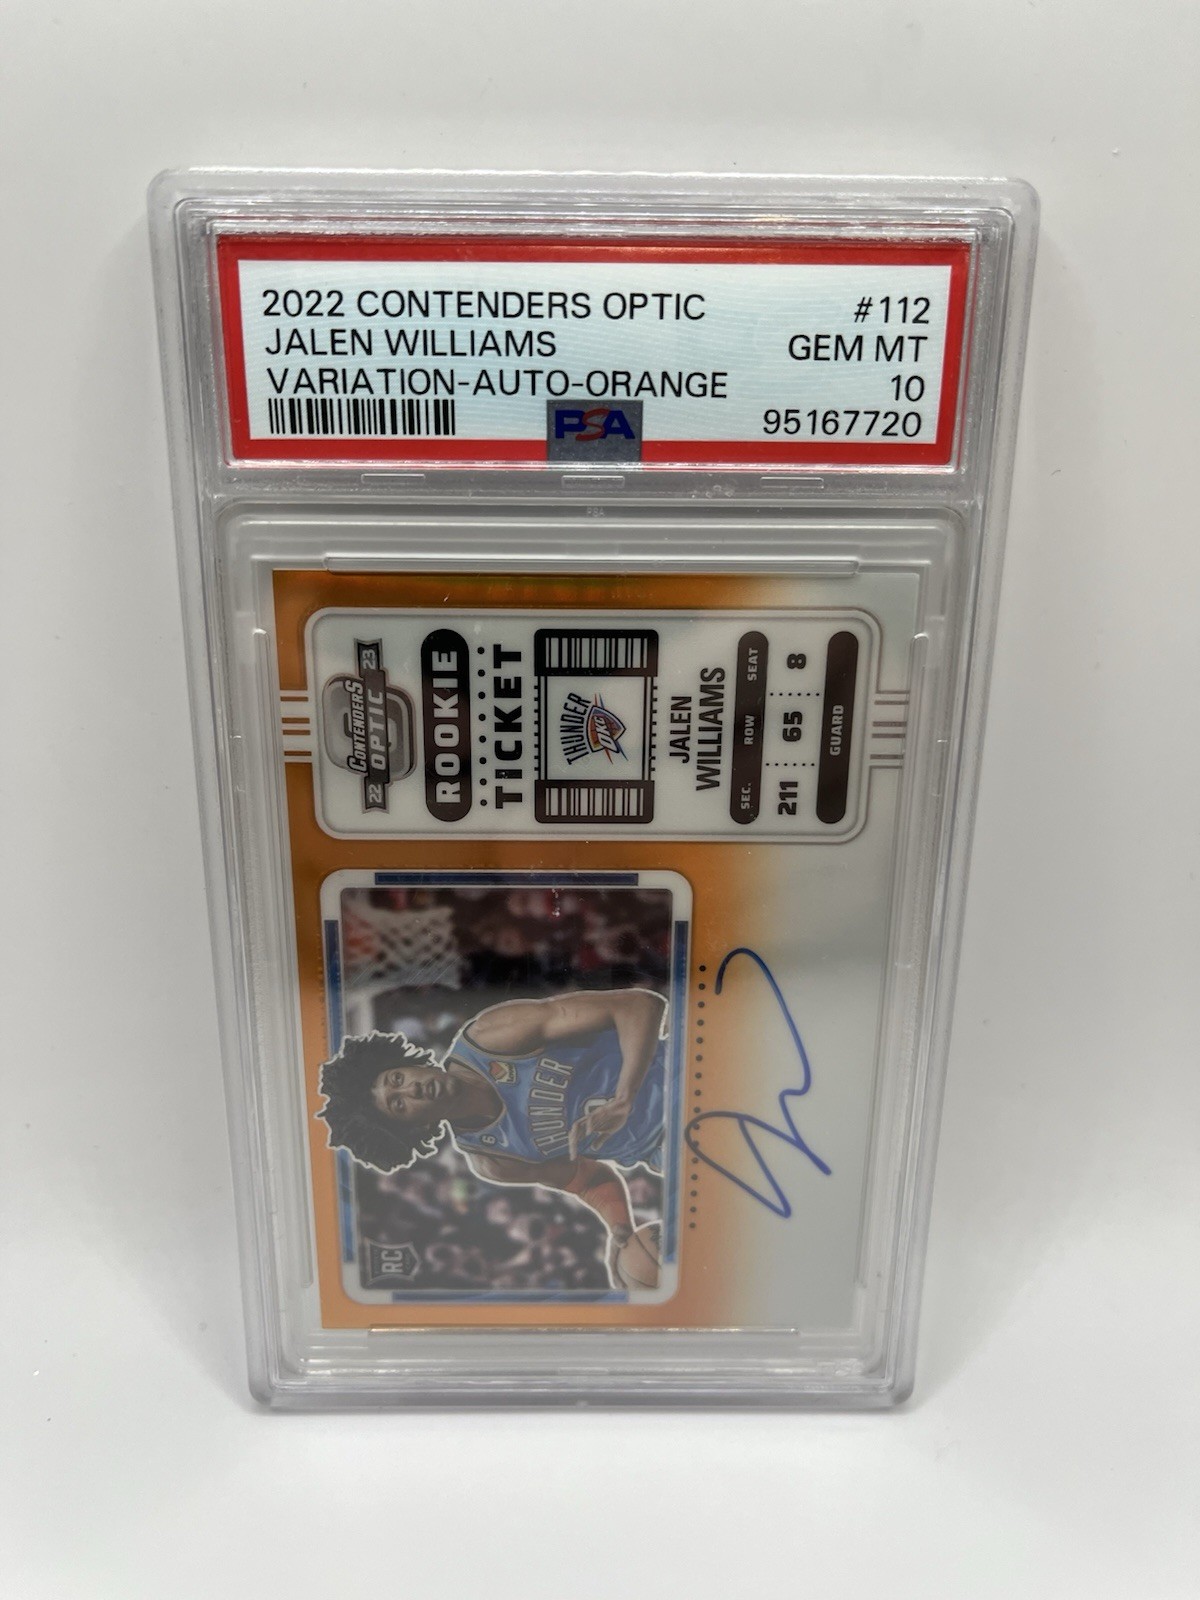 2022 CONTENDERS OPTIC #112
JALEN WILLIAMS GEM MT
VARIATION-AUTO-ORANGE 10
PSA 95167720
PSA
22 CONTENDERS OPTIC 23
ROOKIE
TICKET
THUNDER
OKC
JALEN
WILLIAMS
SEC. ROW SEAT
211 65 8
GUARD
THUNDER
6
RC